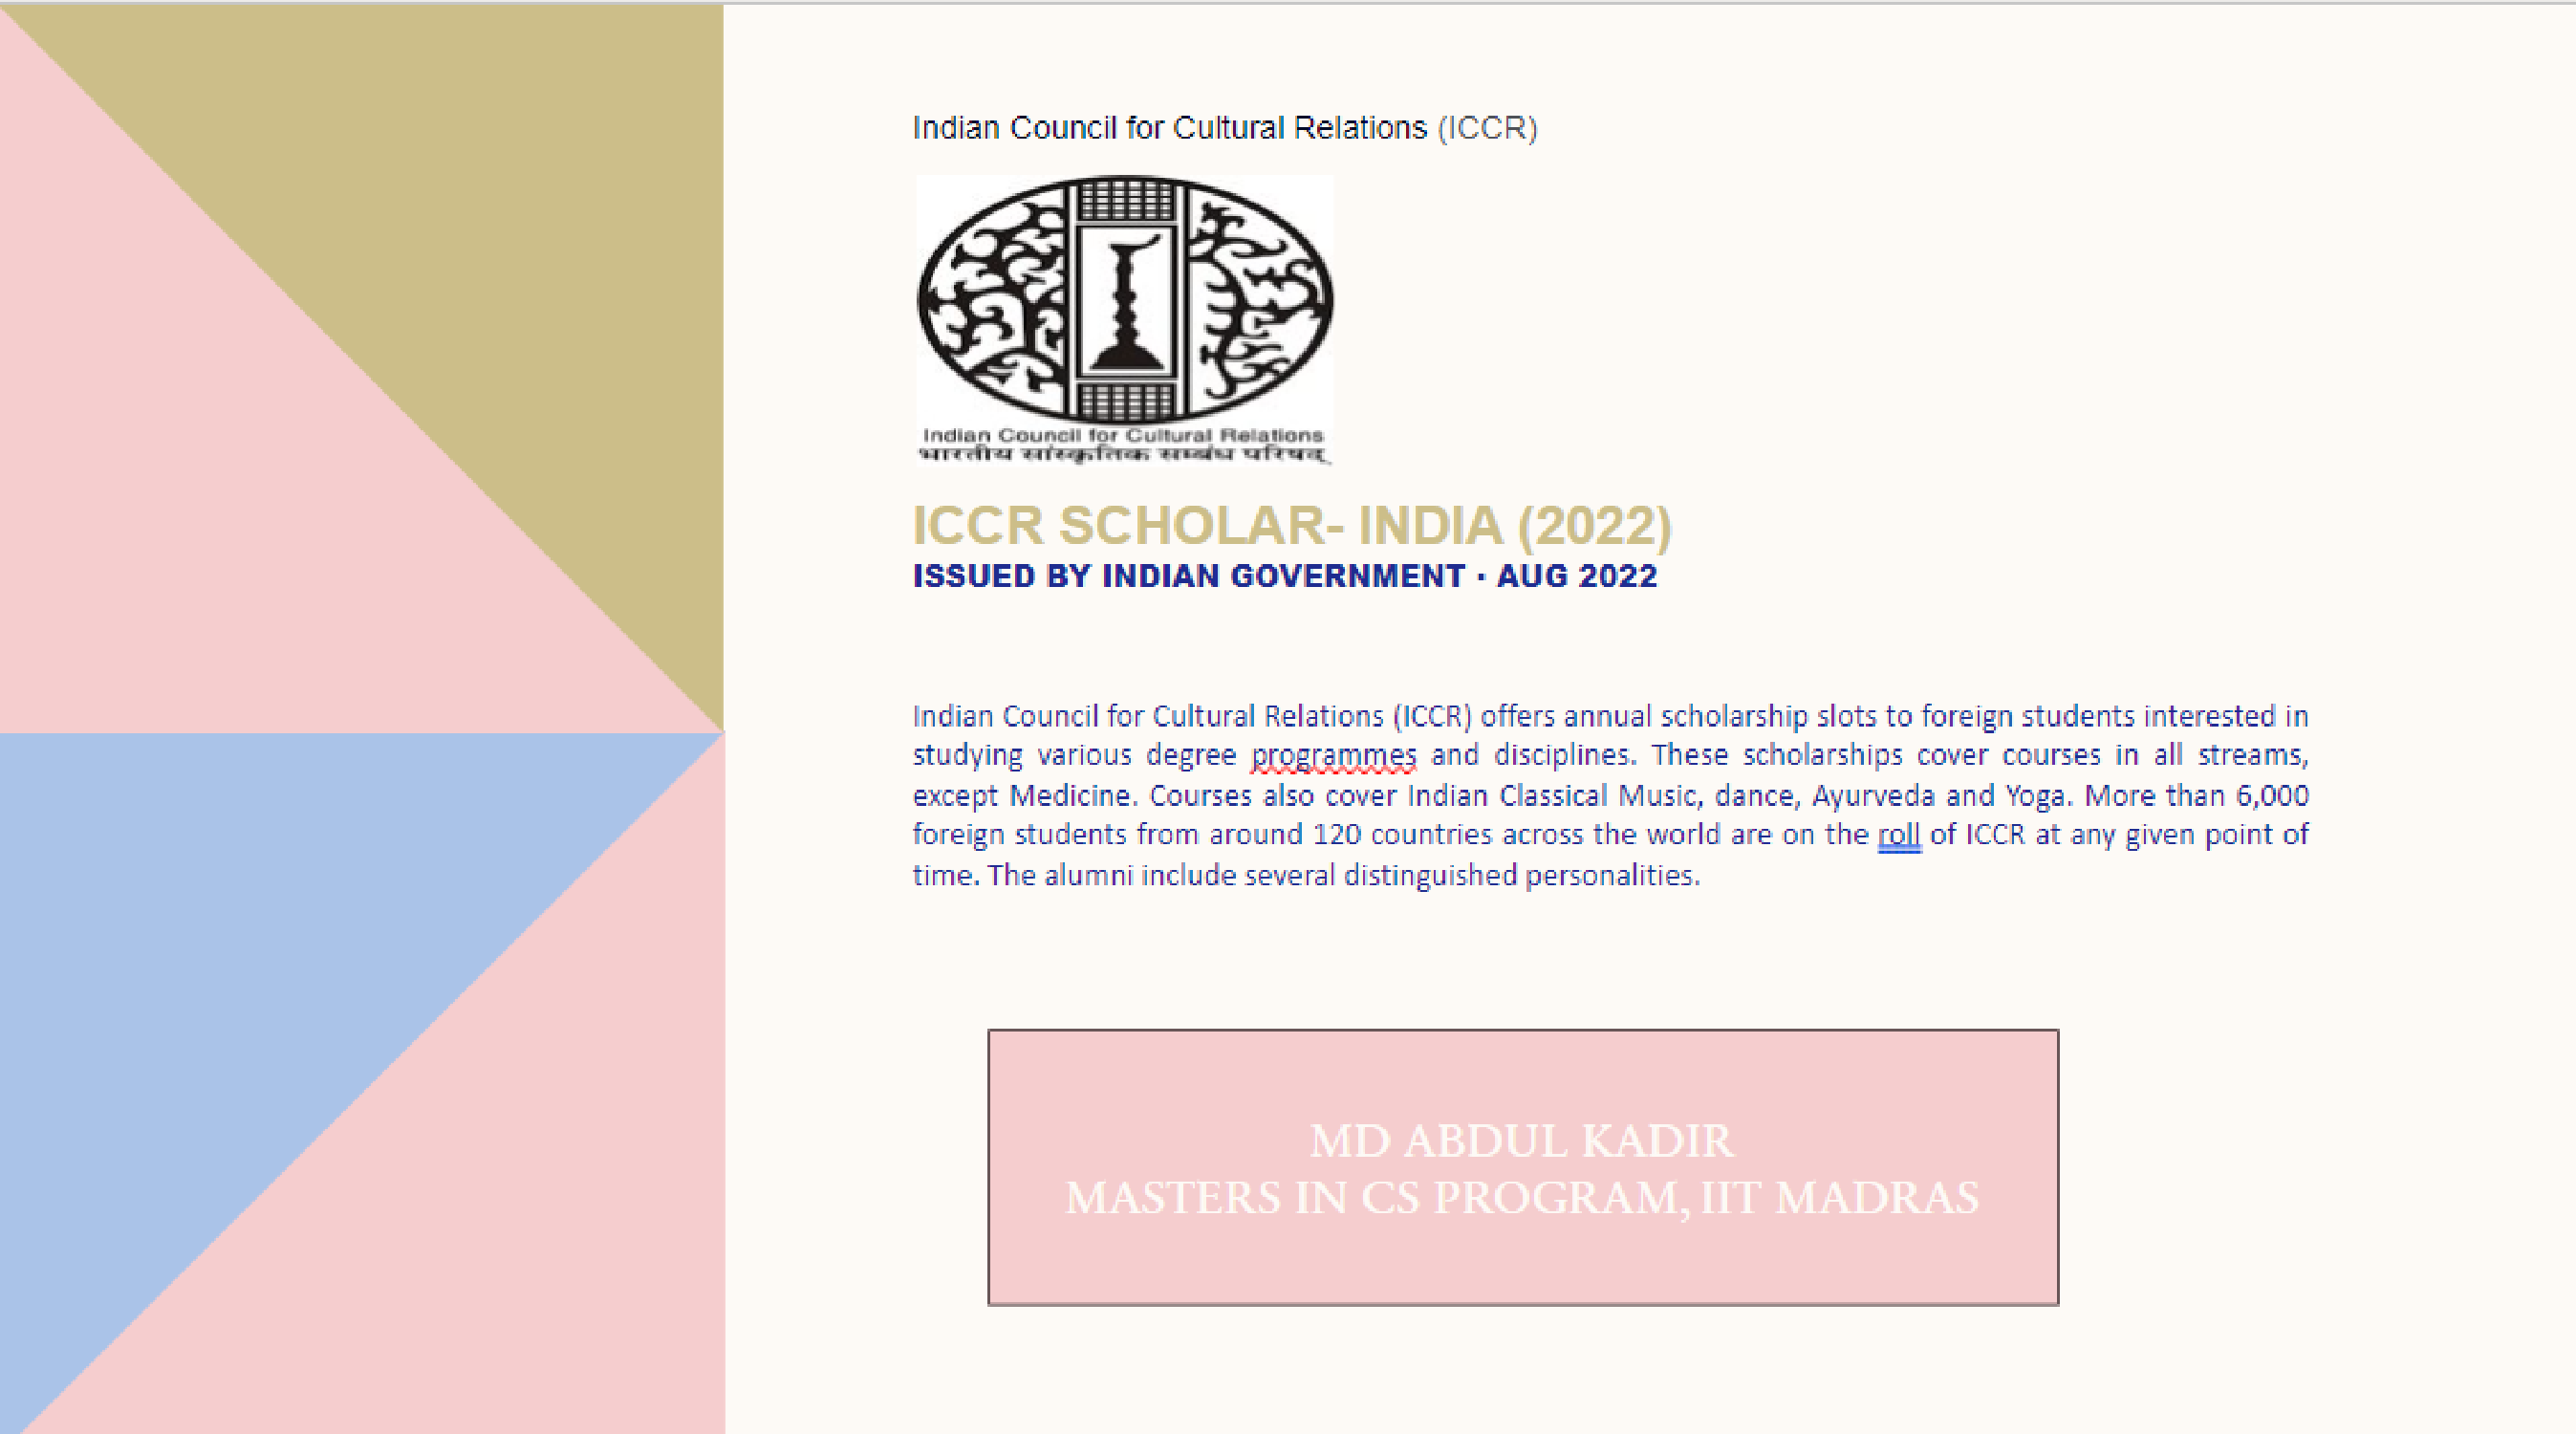 Indian Council for Cultural Relations (ICCR)
Indian Council for Cultural Relations
भारतीय सांस्कृतिक सम्बंध परिषद्
ICCR SCHOLAR- INDIA (2022)
ISSUED BY INDIAN GOVERNMENT · AUG 2022
Indian Council for Cultural Relations (ICCR) offers annual scholarship slots to foreign students interested in
studying various degree programmes and disciplines. These scholarships cover courses in all streams,
except Medicine. Courses also cover Indian Classical Music, dance, Ayurveda and Yoga. More than 6,000
foreign students from around 120 countries across the world are on the roll of ICCR at any given point of
time. The alumni include several distinguished personalities.
MD ABDUL KADIR
MASTERS IN CS PROGRAM, IIT MADRAS